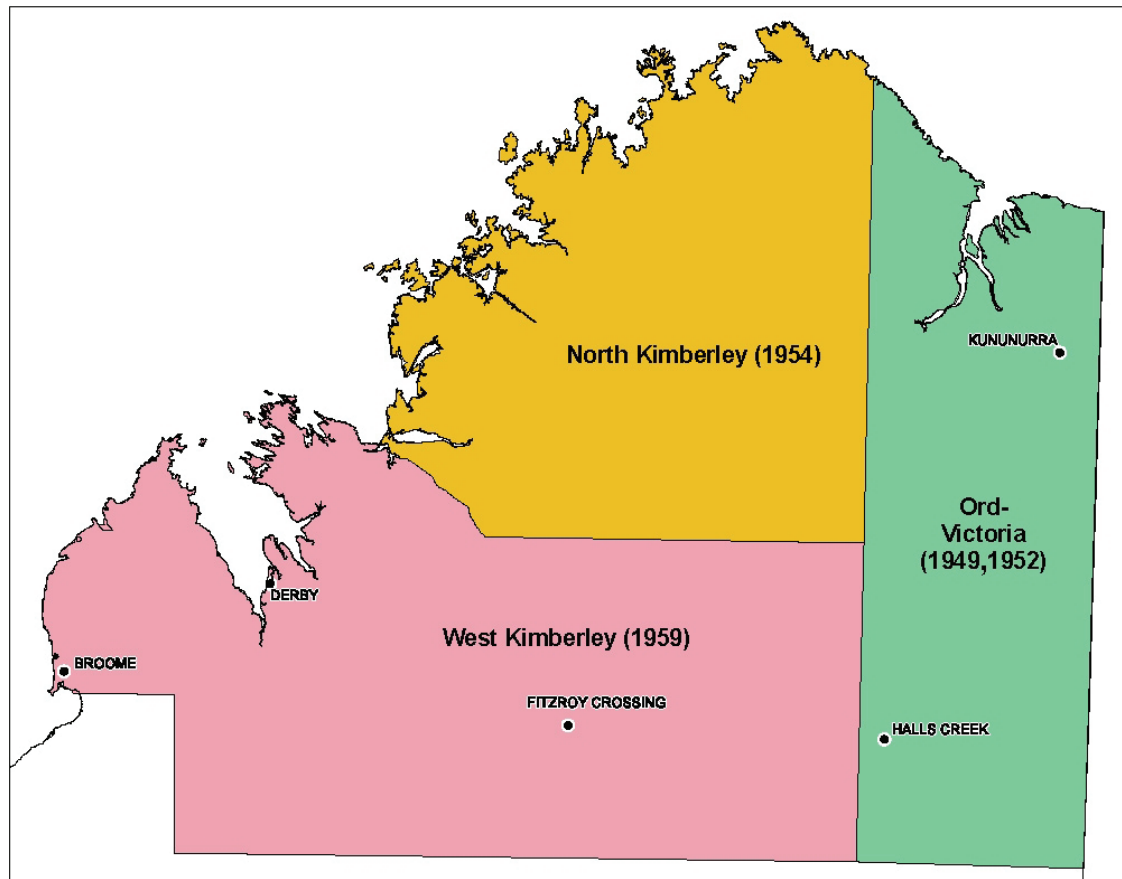 North Kimberley (1954)
KUNUNURRA
Ord-
Victoria
(1949,1952)
DERBY
West Kimberley (1959)
BROOME
FITZROY CROSSING
HALLS CREEK